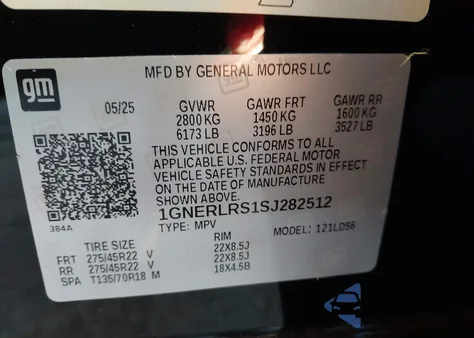 gm
MFD BY GENERAL MOTORS LLC
05/25 GVWR GAWR FRT GAWR RR
2800 KG 1450 KG 1600 KG
6173 LB 3196 LB 3527 LB
THIS VEHICLE CONFORMS TO ALL
APPLICABLE U.S. FEDERAL MOTOR
VEHICLE SAFETY STANDARDS IN EFFECT
ON THE DATE OF MANUFACTURE
SHOWN ABOVE.
1GNERLRS1SJ282512
384A TYPE: MPV MODEL: 121LD56
TIRE SIZE RIM
FRT 275/45R22 V 22X8.5J
RR 275/45R22 V 22X8.5J
SPA T135/70R18 M 18X4.5B